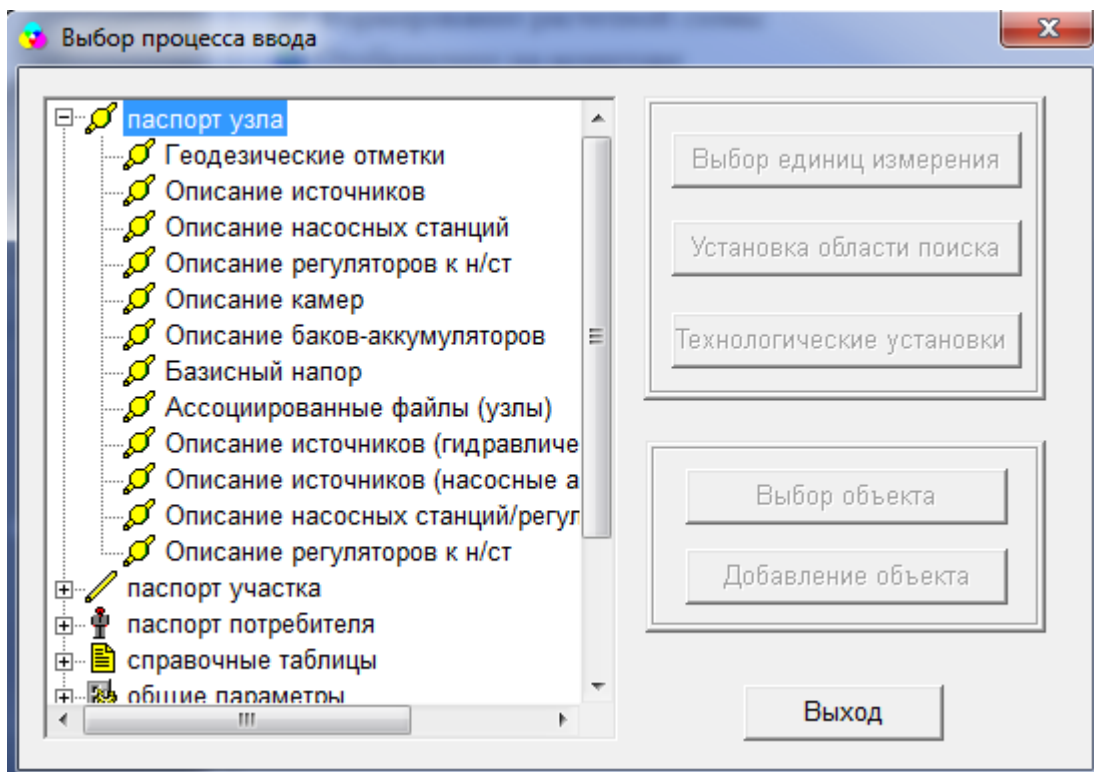 Выбор процесса ввода
паспорт узла
Геодезические отметки
Описание источников
Описание насосных станций
Описание регуляторов к н/ст
Описание камер
Описание баков-аккумуляторов
Базисный напор
Ассоциированные файлы (узлы)
Описание источников (гидравличе
Описание источников (насосные а
Описание насосных станций/регул
Описание регуляторов к н/ст
паспорт участка
паспорт потребителя
справочные таблицы
общие параметры
Выбор единиц измерения
Установка области поиска
Технологические установки
Выбор объекта
Добавление объекта
Выход